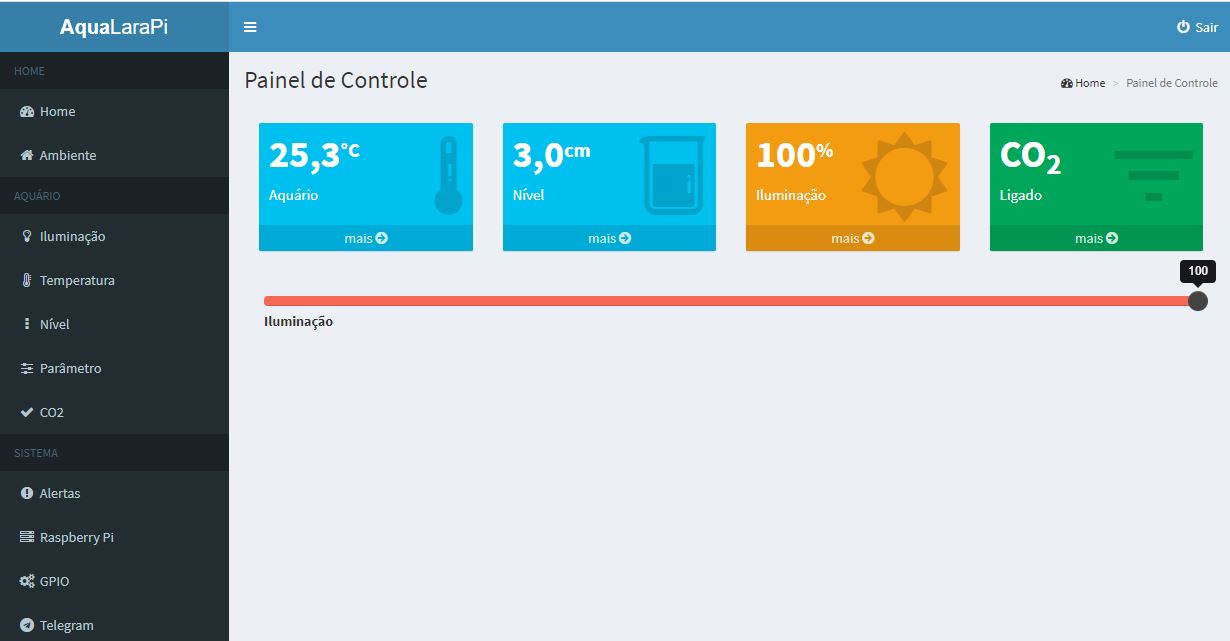 AquaLaraPi
Sair
HOME
Home
Ambiente
AQUÁRIO
Iluminação
Temperatura
Nível
Parâmetro
CO2
SISTEMA
Alertas
Raspberry Pi
GPIO
Telegram
Painel de Controle
Home > Painel de Controle
25,3°C
Aquário
mais
3,0cm
Nível
mais
100%
Iluminação
mais
CO2
Ligado
mais
100
Iluminação